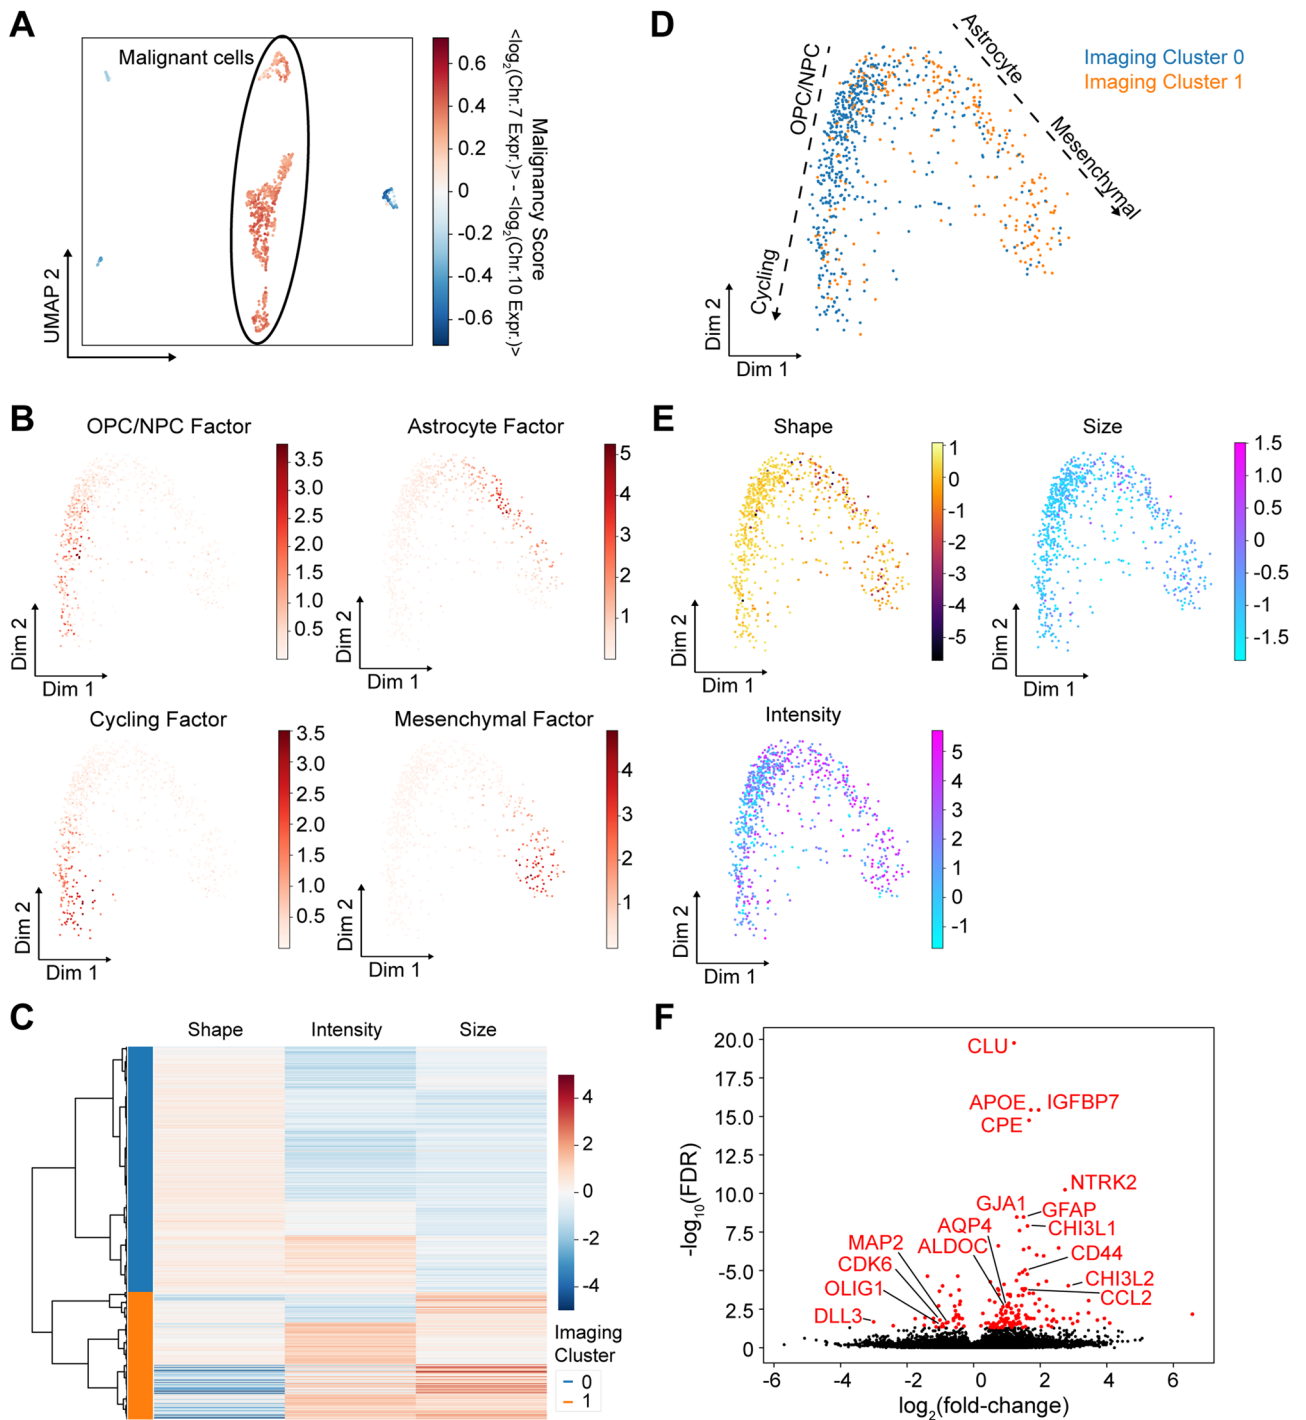 A
Malignant cells
UMAP 2
0.6
0.4
0.2
0
-0.2
-0.4
-0.6
Malignancy Score
<log2(Chr.7 Expr.)> - <log2(Chr.10 Expr.)>
D
OPC/NPC
Cycling
Astrocyte
Mesenchymal
Imaging Cluster 0
Imaging Cluster 1
Dim 2
Dim 1
B
OPC/NPC Factor
3.5
3.0
2.5
2.0
1.5
1.0
0.5
Dim 2
Dim 1
Astrocyte Factor
5
4
3
2
1
Dim 2
Dim 1
Cycling Factor
3.5
3.0
2.5
2.0
1.5
1.0
0.5
Dim 2
Dim 1
Mesenchymal Factor
4
3
2
1
Dim 2
Dim 1
E
Shape
1
0
-1
-2
-3
-4
-5
Dim 2
Dim 1
Size
1.5
1.0
0.5
0
-0.5
-1
-1.5
Dim 2
Dim 1
Intensity
5
4
3
2
1
0
-1
Dim 2
Dim 1
C
Shape Intensity Size
4
2
0
-2
-4
Imaging
Cluster
0
1
F
20.0
17.5
15.0
12.5
10.0
7.5
-5.0
2.5
0
-log10(FDR)
CLU
APOE IGFBP7
CPE
NTRK2
GJA1 GFAP
AQP4 CHI3L1
MAP2 ALDOC CD44
CDK6
OLIG1 CHI3L2
CCL2
DLL3
-6 -4 -2 0 2 4 6
log2(fold-change)